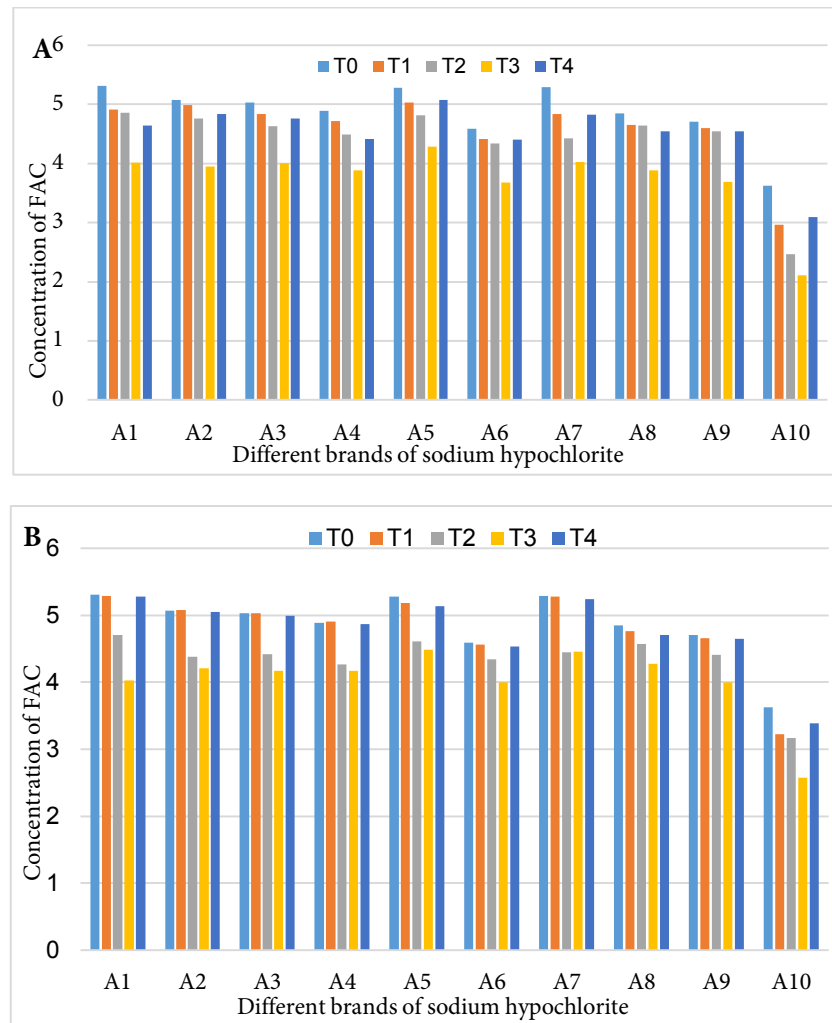 A
6
T0 T1 T2 T3 T4
5
4
3
2
1
0
Concentration of FAC
A1 A2 A3 A4 A5 A6 A7 A8 A9 A10
Different brands of sodium hypochlorite
B
T0 T1 T2 T3 T4
6
5
4
3
2
1
0
Concentration of FAC
A1 A2 A3 A4 A5 A6 A7 A8 A9 A10
Different brands of sodium hypochlorite